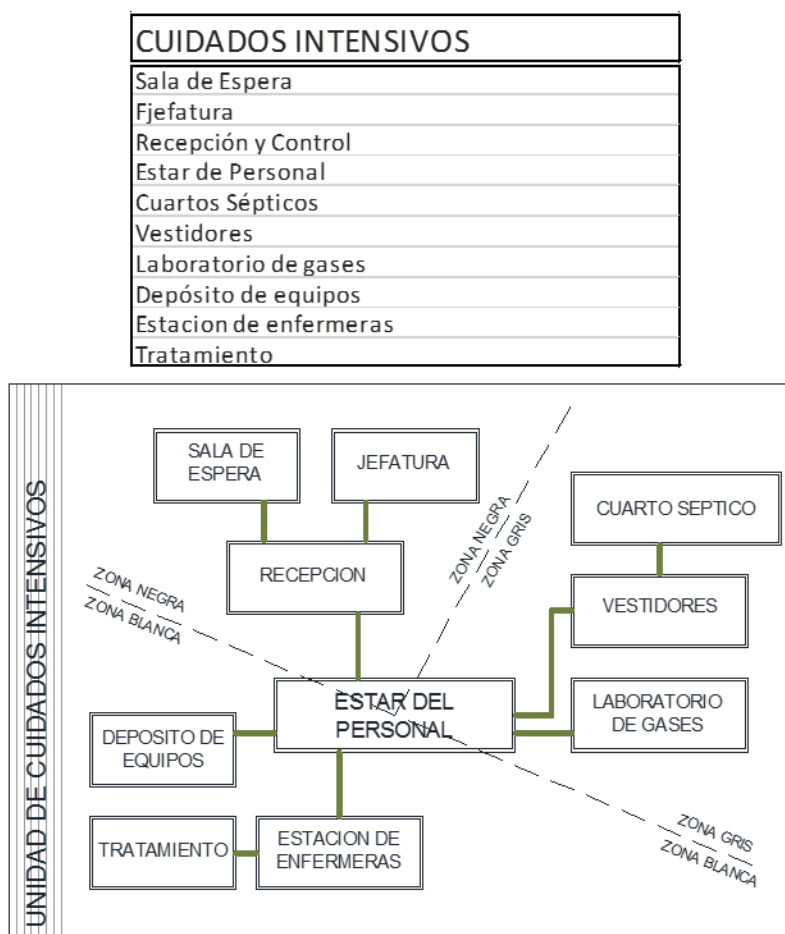 CUIDADOS INTENSIVOS
Sala de Espera
Fjefatura
Recepción y Control
Estar de Personal
Cuartos Sépticos
Vestidores
Laboratorio de gases
Depósito de equipos
Estacion de enfermeras
Tratamiento
UNIDAD DE CUIDADOS INTENSIVOS
SALA DE
ESPERA
JEFATURA
CUARTO SEPTICO
ZONA NEGRA
ZONA GRIS
RECEPCION
ZONA NEGRA
ZONA BLANCA
VESTIDORES
ESTAR DEL
PERSONAL
LABORATORIO
DE GASES
DEPOSITO DE
EQUIPOS
TRATAMIENTO
ESTACION DE
ENFERMERAS
ZONA GRIS
ZONA BLANCA